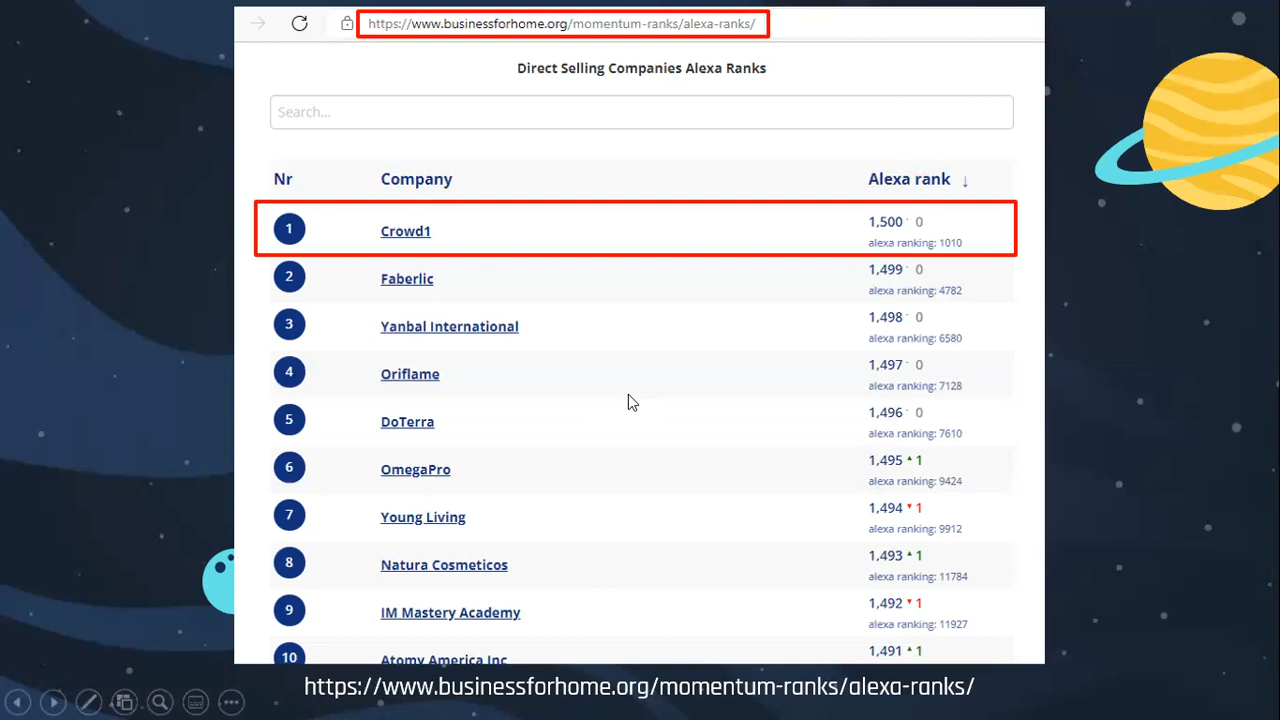 https://www.businessforhome.org/momentum-ranks/alexa-ranks/
Direct Selling Companies Alexa Ranks
Search...
Nr Company Alexa rank ↓
1 Crowd1 1,500 0
alexa ranking: 1010
2 Faberlic 1,499 0
alexa ranking: 4782
3 Yanbal International 1,498 0
alexa ranking: 6580
4 Oriflame 1,497 0
alexa ranking: 7128
5 DoTerra 1,496 0
alexa ranking: 7610
6 OmegaPro 1,495 ▲ 1
alexa ranking: 9424
7 Young Living 1,494 ▼ 1
alexa ranking: 9912
8 Natura Cosmeticos 1,493 ▲ 1
alexa ranking: 11784
9 IM Mastery Academy 1,492 ▼ 1
alexa ranking: 11927
10 Atomy America Inc 1,491 ▲ 1
https://www.businessforhome.org/momentum-ranks/alexa-ranks/